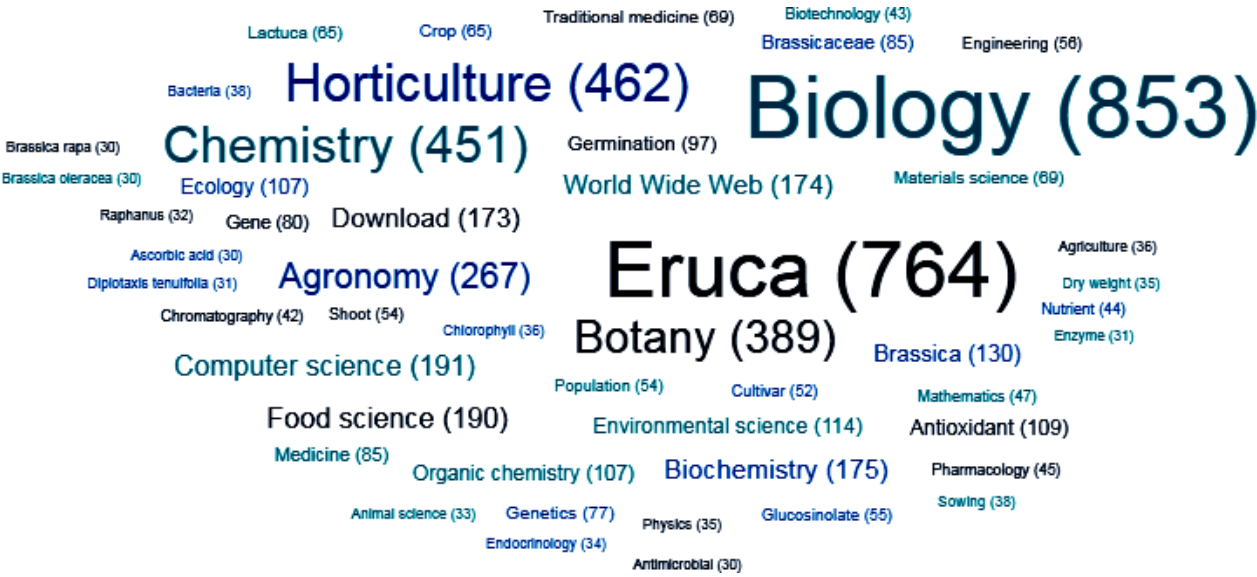 Traditional medicine (69)
Biotechnology (43)
Lactuca (65)
Crop (65)
Brassicaceae (85)
Engineering (56)
Bacteria (38)
Horticulture (462)
Biology (853)
Chemistry (451)
Germination (97)
Brassica rapa (30)
Brassica oleracea (30)
Ecology (107)
World Wide Web (174)
Materials science (69)
Raphanus (32)
Gene (80)
Download (173)
Ascorbic acid (30)
Agronomy (267)
Eruca (764)
Agriculture (36)
Diplotaxis tenuifolia (31)
Dry weight (35)
Chromatography (42)
Shoot (54)
Nutrient (44)
Chlorophyll (36)
Botany (389)
Enzyme (31)
Computer science (191)
Brassica (130)
Population (54)
Cultivar (52)
Mathematics (47)
Food science (190)
Environmental science (114)
Antioxidant (109)
Medicine (85)
Organic chemistry (107)
Biochemistry (175)
Pharmacology (45)
Sowing (38)
Animal science (33)
Genetics (77)
Physics (35)
Glucosinolate (55)
Endocrinology (34)
Antimicrobial (30)